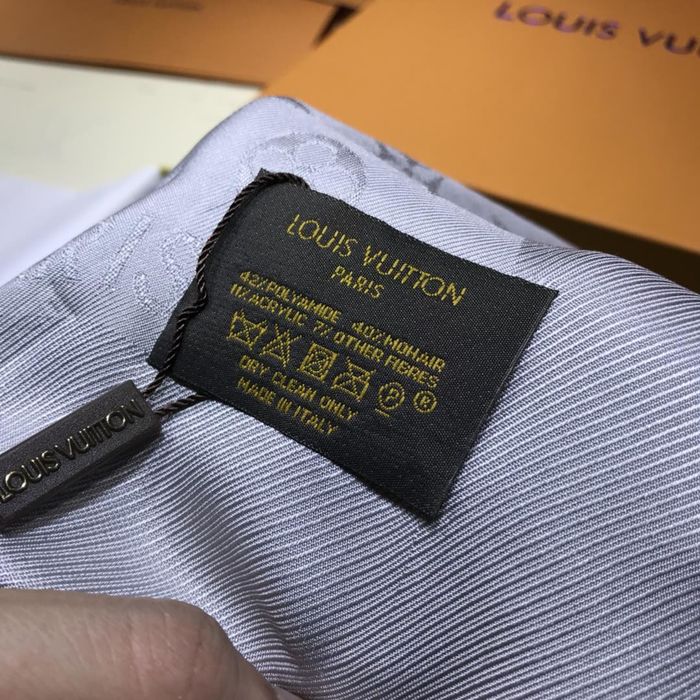 LOUIS VUI
LOUIS VUITTON
PARIS
42% POLYAMIDE 40% MOHAIR
11% ACRYLIC 7% OTHER FIBRES
P ®
DRY CLEAN ONLY
MADE IN ITALY
LOUIS VUITTON